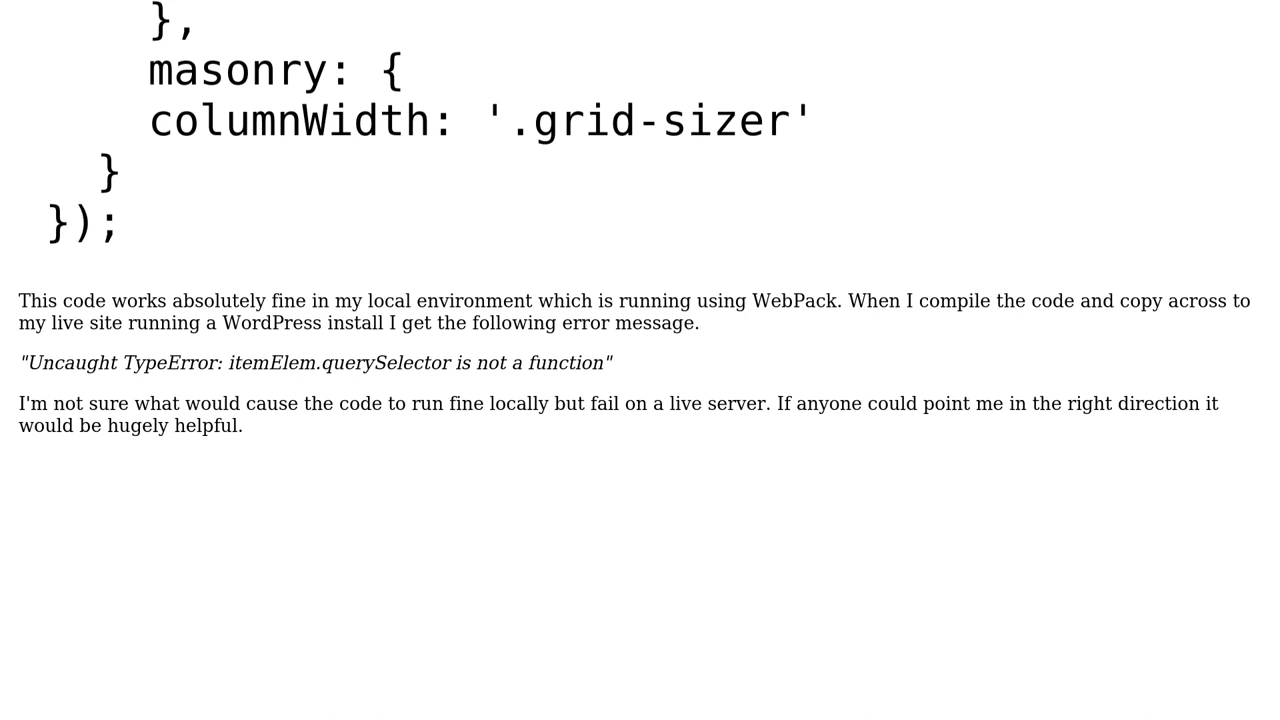 },
masonry: {
columnWidth: '.grid-sizer'
}
});
This code works absolutely fine in my local environment which is running using WebPack. When I compile the code and copy across to
my live site running a WordPress install I get the following error message.
"Uncaught TypeError: itemElem.querySelector is not a function"
I'm not sure what would cause the code to run fine locally but fail on a live server. If anyone could point me in the right direction it
would be hugely helpful.